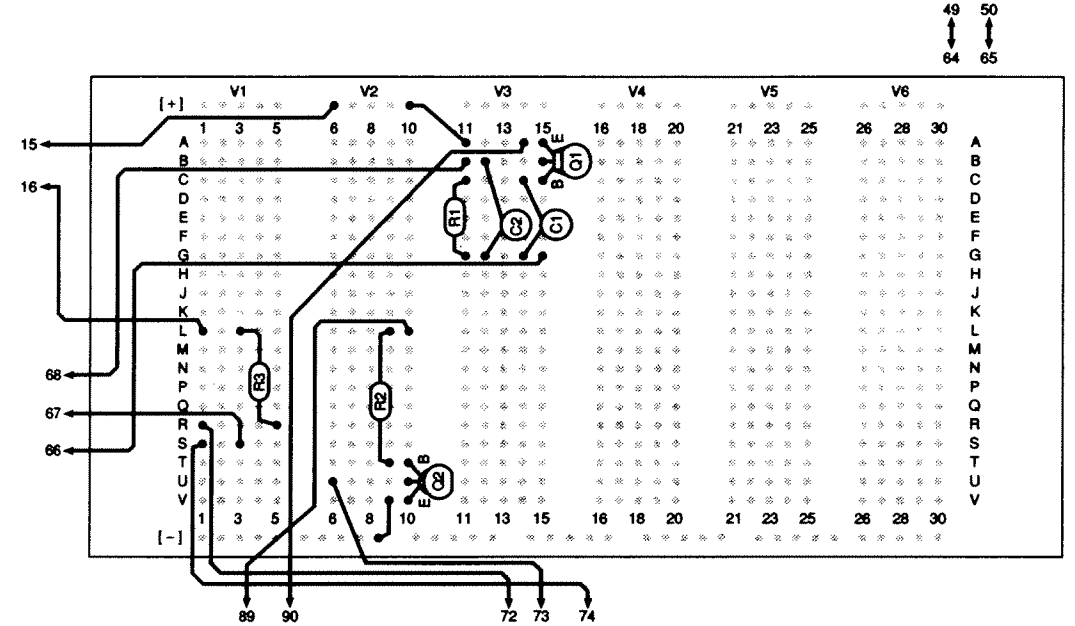 49 50
64 65
V1 V2 V3 V4 V5 V6
[+]
1 3 5 6 8 10 11 13 15 16 18 20 21 23 25 26 28 30
15 A A
B B
16 C C
D D
E E
F F
G G
H H
J J
K K
L L
M M
68 N N
P P
67 Q Q
R R
66 S S
T T
U U
V V
E
Q1
B
R1
C2
C1
R3
R2
B
Q2
E
1 3 5 6 8 10 11 13 15 16 18 20 21 23 25 26 28 30
[-]
89 90 72 73 74